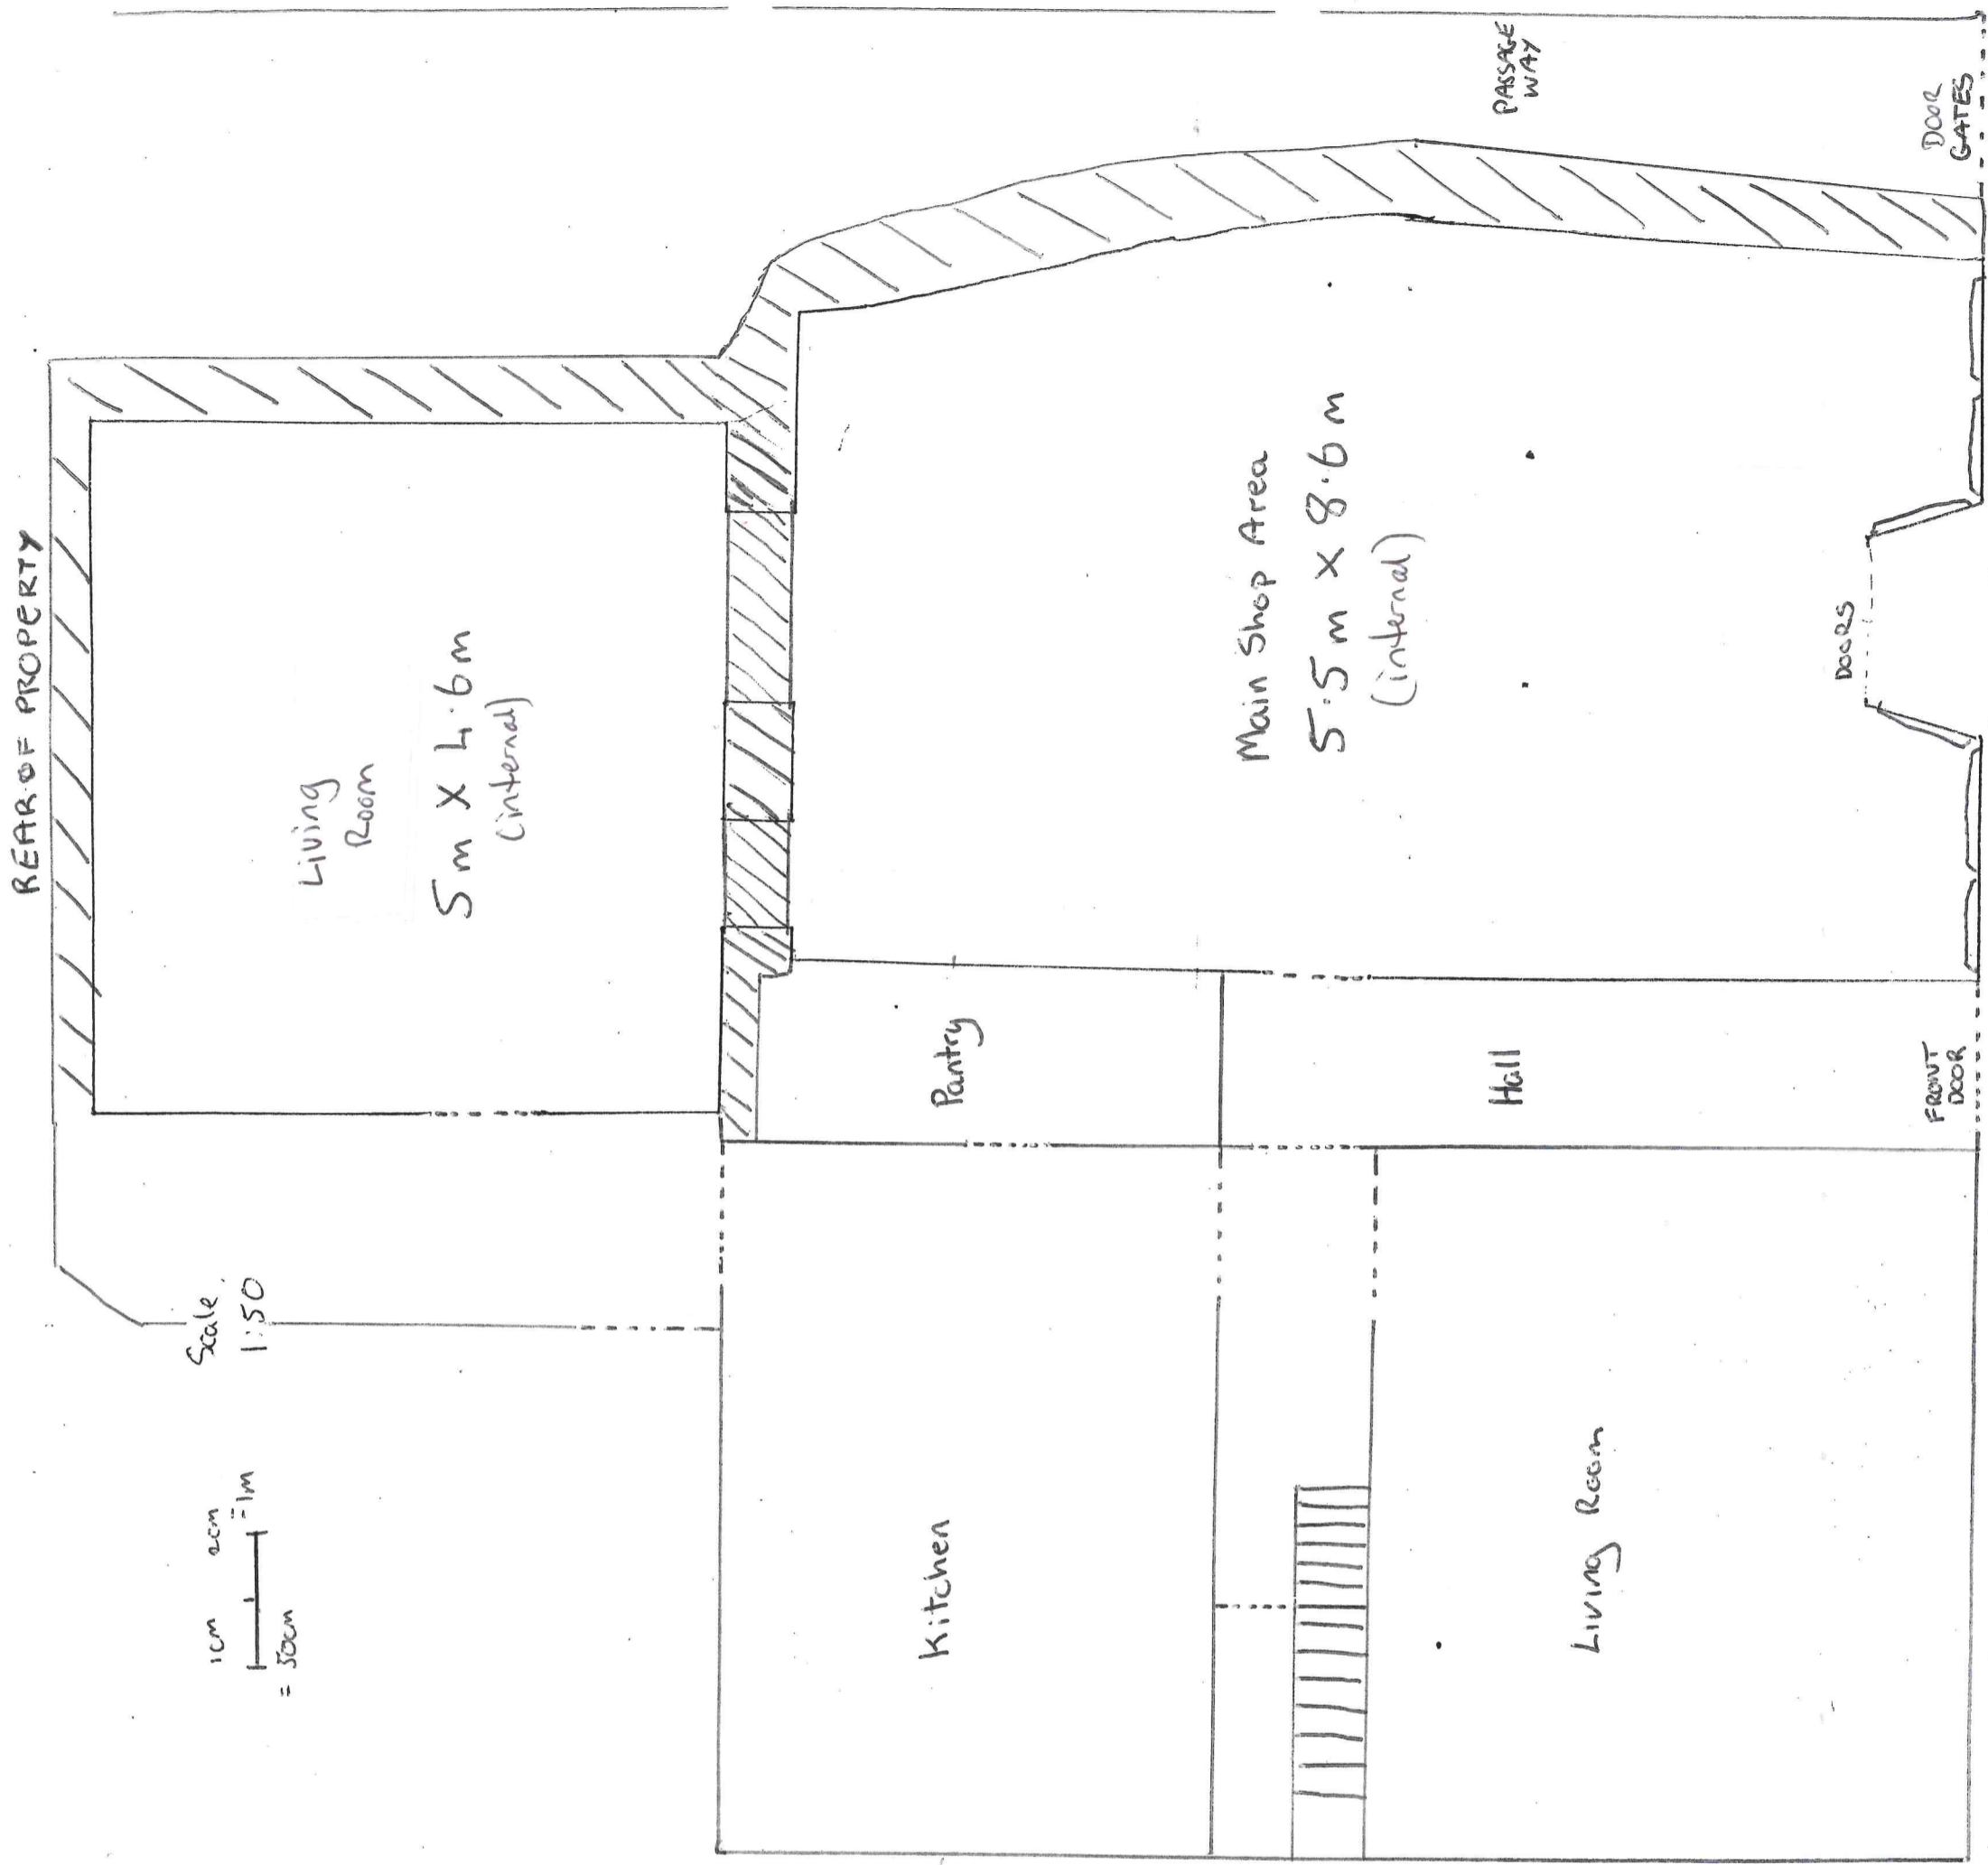 REAR OF PROPERTY
Living
Room
5m x 4.6m
(internal)
PASSAGE
WAY
DOOR
GATES
Main Shop Area
5.5m x 8.6m
(internal)
DOORS
Pantry
Hall
FRONT
DOOR
Scale
1:50
1cm 2cm
= 50cm
= 1m
Kitchen
Living Room